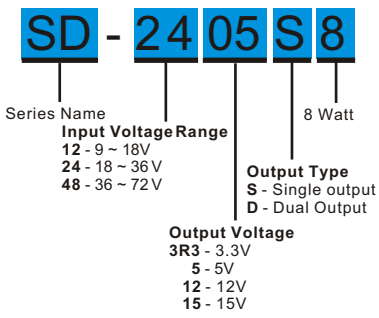 SD - 24 05 S 8
Series Name
8 Watt
Input Voltage Range
12 - 9 ~ 18V
24 - 18 ~ 36V
48 - 36 ~ 72V
Output Type
S - Single output
D - Dual Output
Output Voltage
3R3 - 3.3V
5 - 5V
12 - 12V
15 - 15V